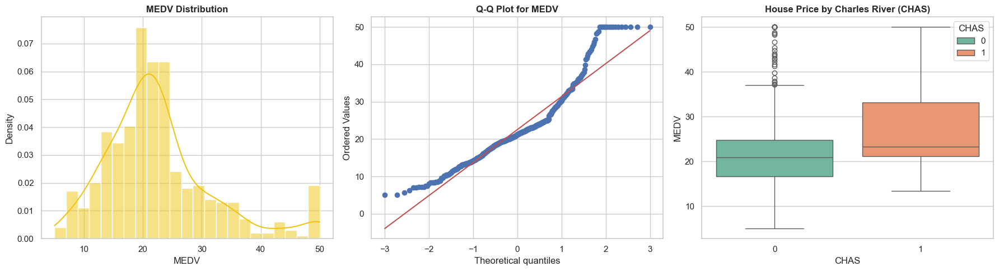 MEDV Distribution
Density
0.07
0.06
0.05
0.04
0.03
0.02
0.01
0.00
10 20 30 40 50
MEDV
Q-Q Plot for MEDV
Ordered Values
50
40
30
20
10
0
−3 −2 −1 0 1 2 3
Theoretical quantiles
House Price by Charles River (CHAS)
MEDV
50
40
30
20
10
0 1
CHAS
CHAS
0
1